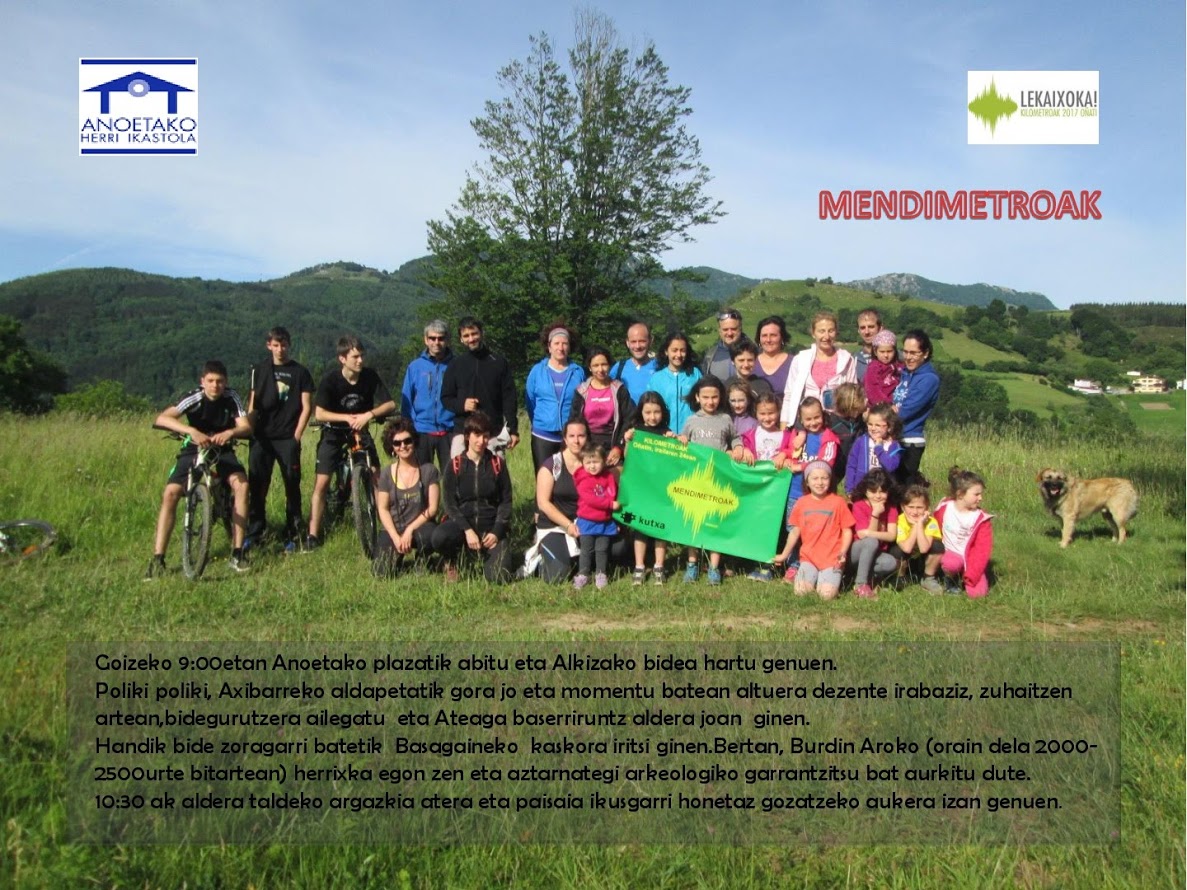 ANOETAKO
HERRI IKASTOLA
LEKAIXOKA!
KILOMETROAK 2017 OÑATI
MENDIMETROAK
KILOMETROAK
Oñatin, irailaren 24ean
MENDIMETROAK
kutxa
Goizeko 9:00etan Anoetako plazatik abitu eta Alkizako bidea hartu genuen.
Poliki poliki, Axibarreko aldapetatik gora jo eta momentu batean altuera dezente irabaziz, zuhaitzen
artean,bidegurutzera ailegatu eta Ateaga baserriruntz aldera joan ginen.
Handik bide zoragarri batetik Basagaineko kaskora iritsi ginen.Bertan, Burdin Aroko (orain dela 2000-
2500urte bitartean) herrixka egon zen eta aztarnategi arkeologiko garrantzitsu bat aurkitu dute.
10:30 ak aldera taldeko argazkia atera eta paisaia ikusgarri honetaz gozatzeko aukera izan genuen.